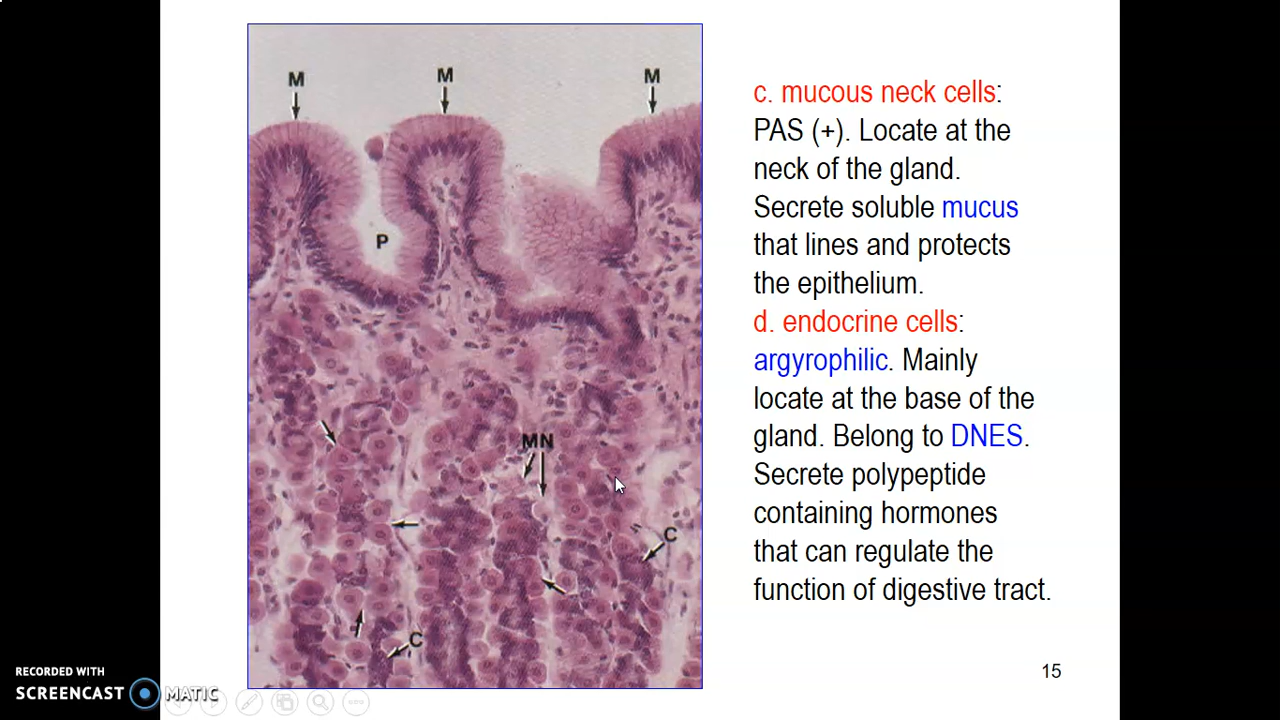 M M M
P
MN
C
C
c. mucous neck cells:
PAS (+). Locate at the
neck of the gland.
Secrete soluble mucus
that lines and protects
the epithelium.
d. endocrine cells:
argyrophilic. Mainly
locate at the base of the
gland. Belong to DNES.
Secrete polypeptide
containing hormones
that can regulate the
function of digestive tract.
15
RECORDED WITH
SCREENCAST MATIC